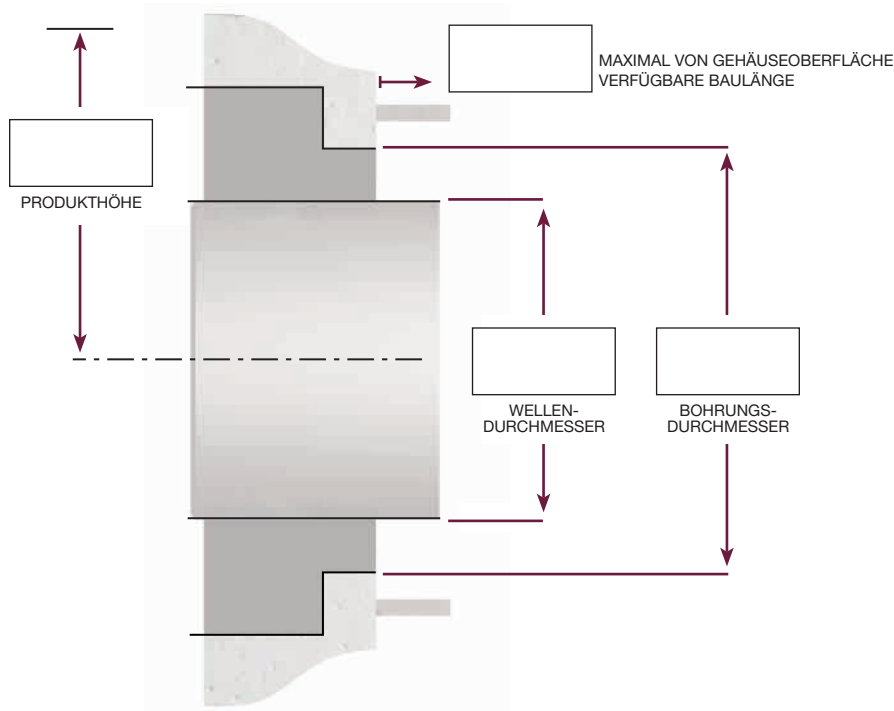 MAXIMAL VON GEHÄUSEOBERFLÄCHE
VERFÜGBARE BAULÄNGE
PRODUKTHÖHE
WELLEN-
DURCHMESSER
BOHRUNGS-
DURCHMESSER